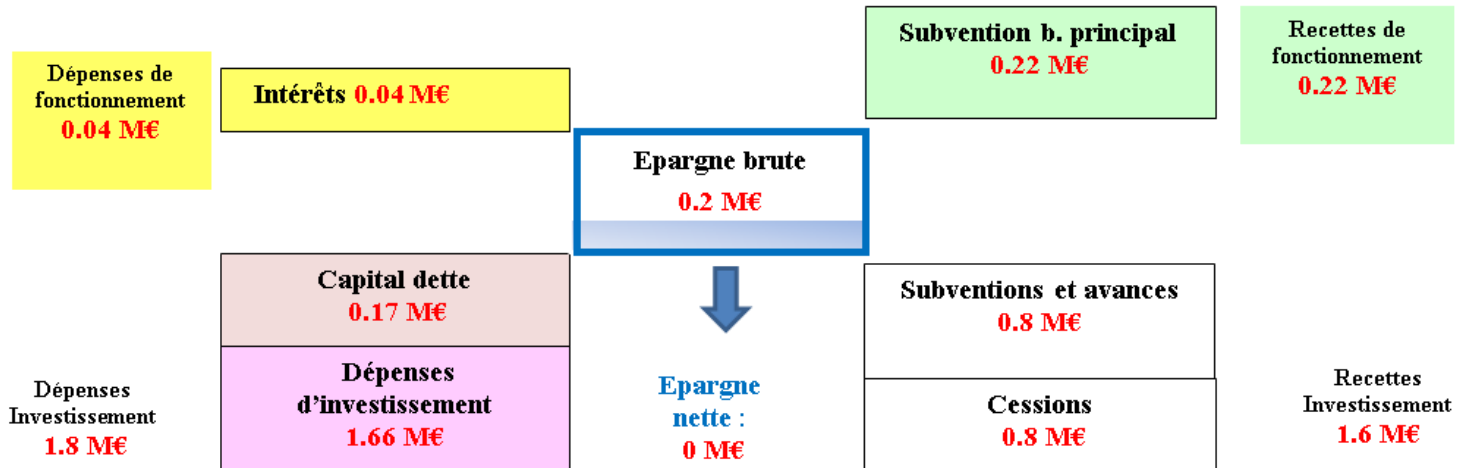 Dépenses de
fonctionnement
0.04 M€
Intérêts 0.04 M€
Subvention b. principal
0.22 M€
Recettes de
fonctionnement
0.22 M€
Epargne brute
0.2 M€
Capital dette
0.17 M€
Subventions et avances
0.8 M€
Dépenses
Investissement
1.8 M€
Dépenses
d’investissement
1.66 M€
Epargne
nette :
0 M€
Cessions
0.8 M€
Recettes
Investissement
1.6 M€